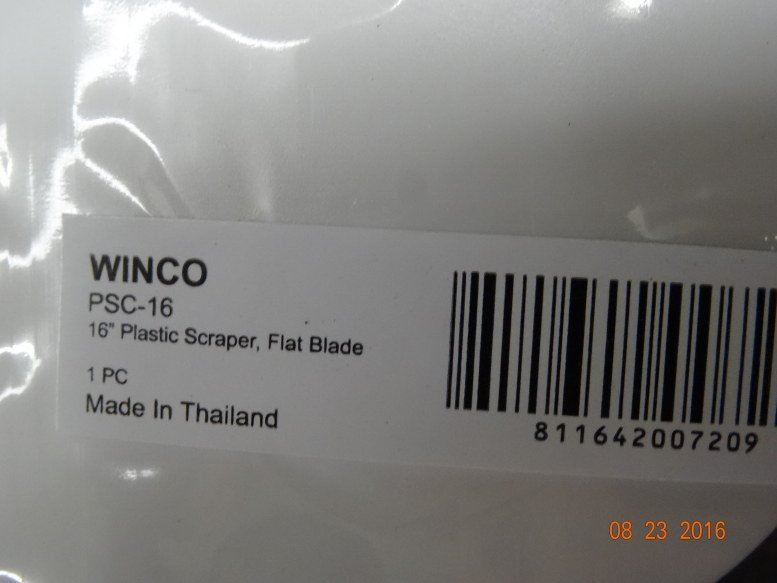 WINCO
PSC-16
16" Plastic Scraper, Flat Blade
1 PC
Made In Thailand
811642007209
08 23 2016